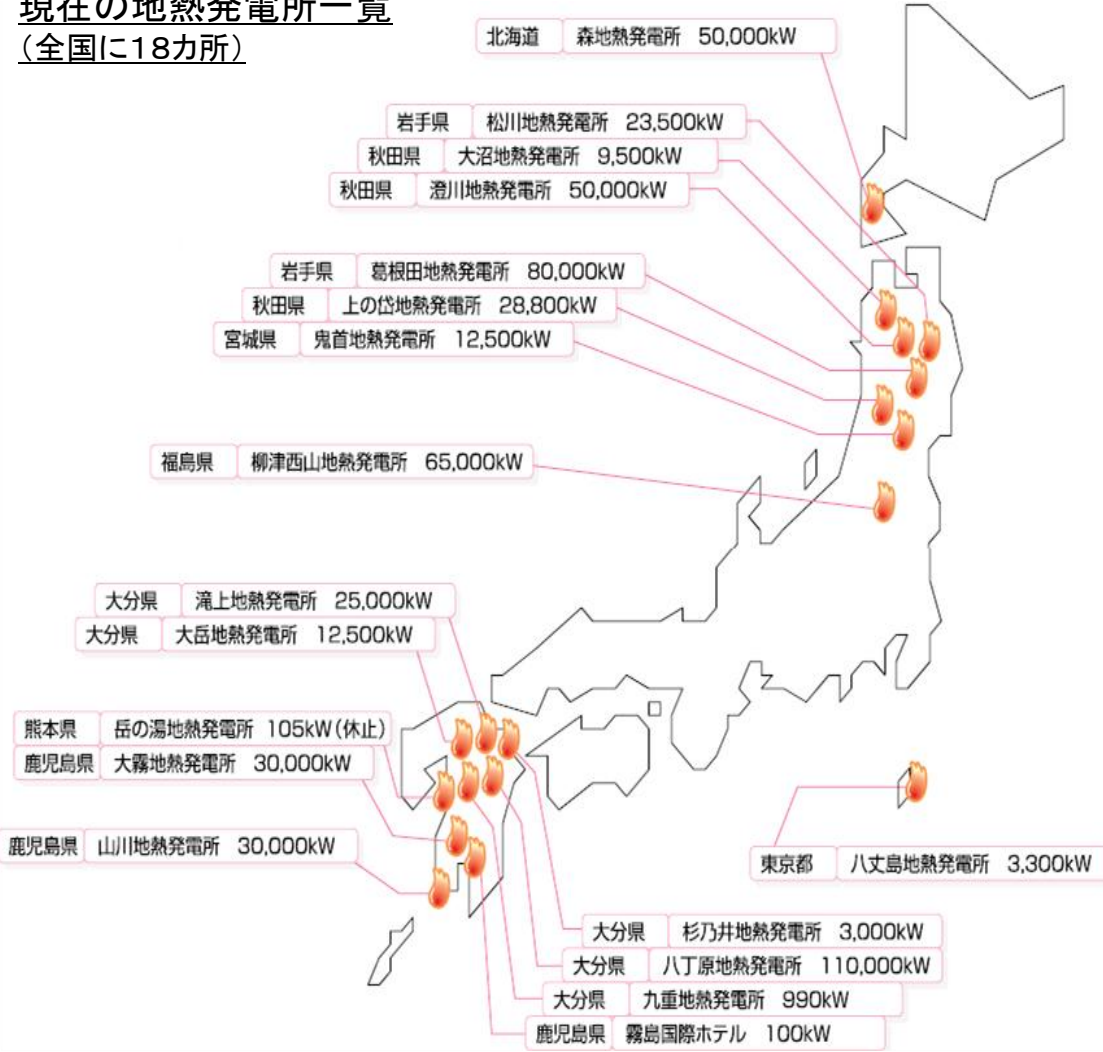 現在の地熱発電所一覧
(全国に18カ所)
北海道 森地熱発電所 50,000kW
岩手県 松川地熱発電所 23,500kW
秋田県 大沼地熱発電所 9,500kW
秋田県 澄川地熱発電所 50,000kW
岩手県 葛根田地熱発電所 80,000kW
秋田県 上の岱地熱発電所 28,800kW
宮城県 鬼首地熱発電所 12,500kW
福島県 柳津西山地熱発電所 65,000kW
大分県 滝上地熱発電所 25,000kW
大分県 大岳地熱発電所 12,500kW
熊本県 岳の湯地熱発電所 105kW(休止)
鹿児島県 大霧地熱発電所 30,000kW
鹿児島県 山川地熱発電所 30,000kW
東京都 八丈島地熱発電所 3,300kW
大分県 杉乃井地熱発電所 3,000kW
大分県 八丁原地熱発電所 110,000kW
大分県 九重地熱発電所 990kW
鹿児島県 霧島国際ホテル 100kW